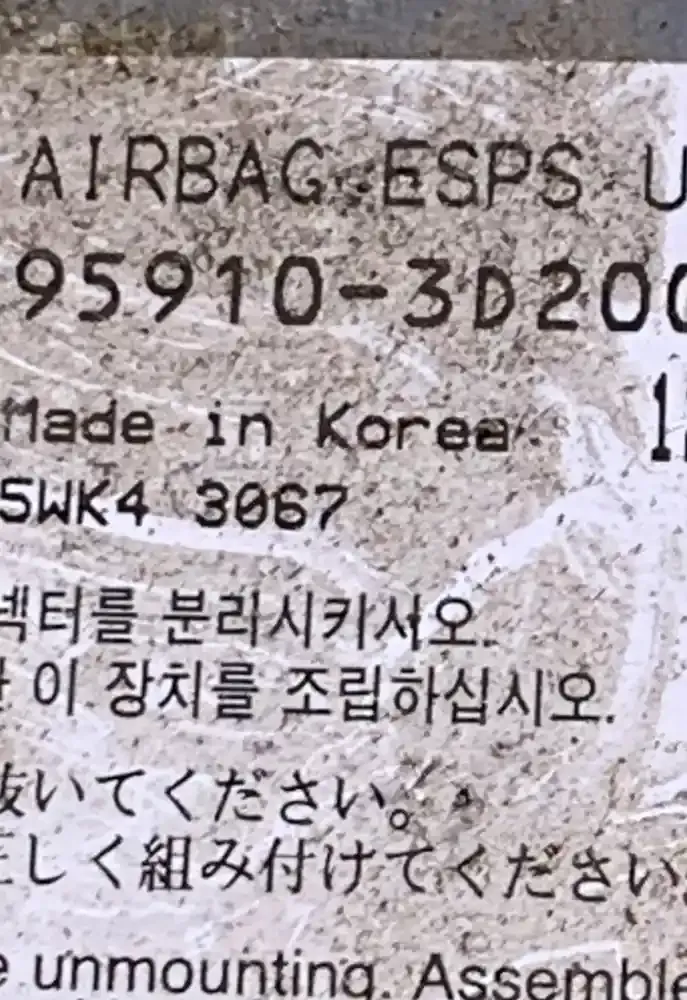 AIRBAG ESPS U
95910-3D200
Made in Korea
5WK4 3067
넥터를 분리시키시오.
이 장치를 조립하십시오.
抜いてください。
正しく組み付けてください
unmounting. Assemble